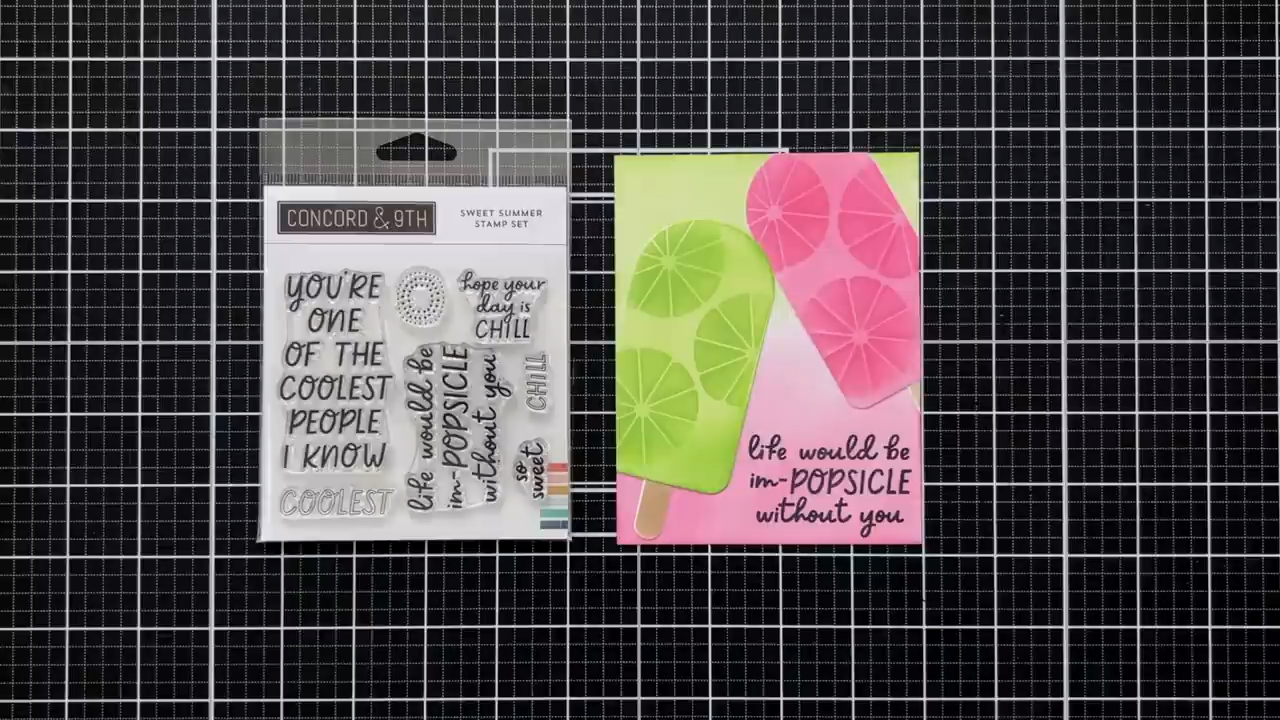 CONCORD & 9TH
SWEET SUMMER
STAMP SET
YOU'RE
ONE
OF THE
COOLEST
PEOPLE
I KNOW
COOLEST
hope your
day is
CHILL
life would be
im-POPSICLE
without you
CHILL
so
sweet
life would be
im-POPSICLE
without you